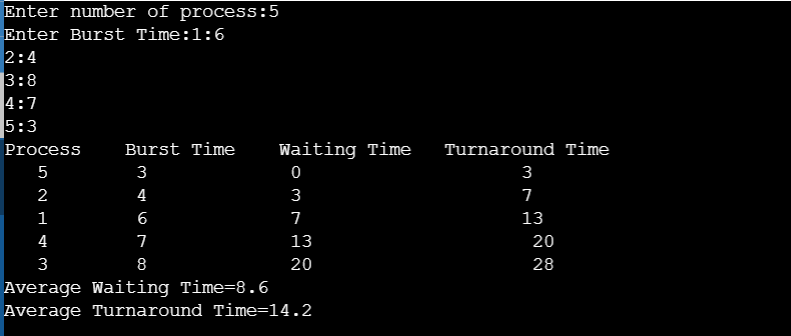 Enter number of process:5
Enter Burst Time:1:6
2:4
3:8
4:7
5:3
Process Burst Time Waiting Time Turnaround Time
5 3 0 3
2 4 3 7
1 6 7 13
4 7 13 20
3 8 20 28
Average Waiting Time=8.6
Average Turnaround Time=14.2